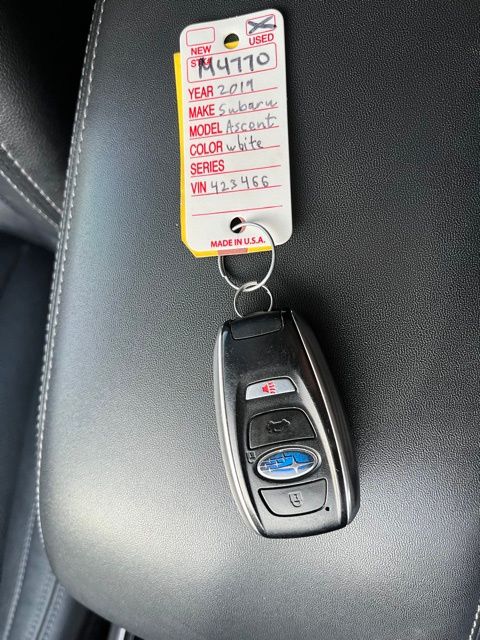 NEW
USED
STK#
M4770
YEAR 2019
MAKE Subaru
MODEL Ascent
COLOR white
SERIES
VIN 423466
MADE IN U.S.A.